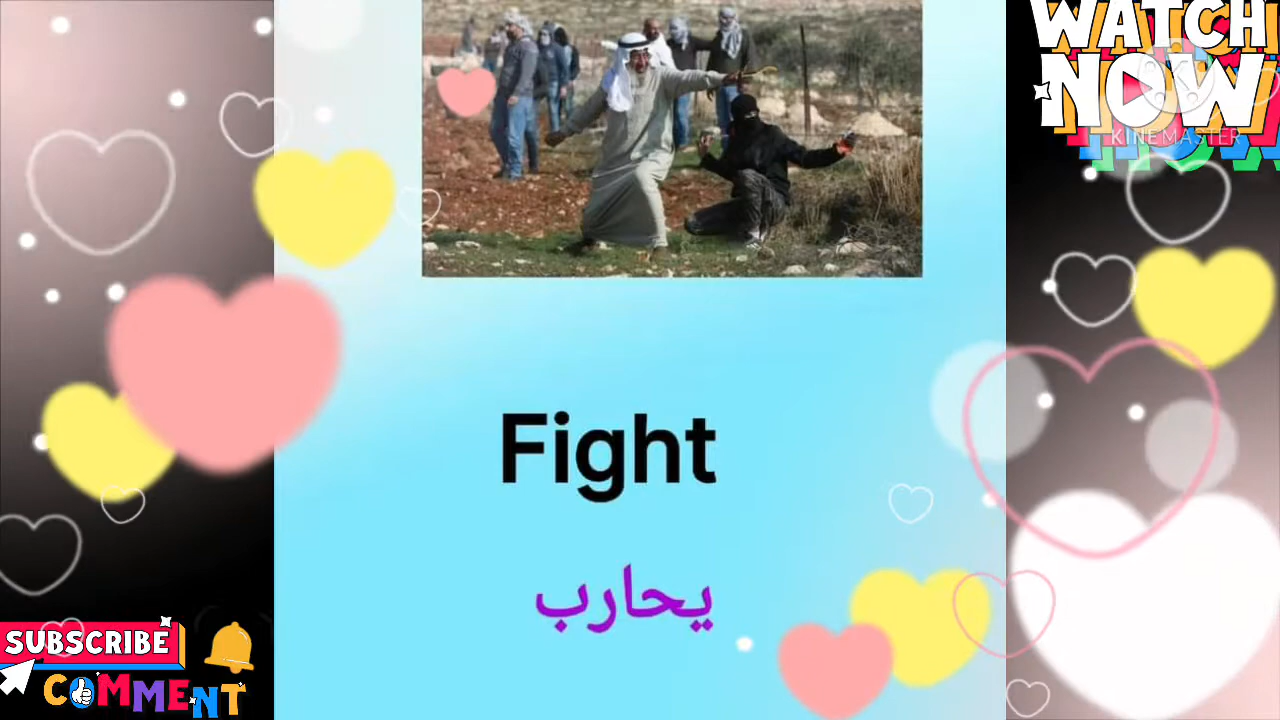 WATCH
NOW
KINEMASTER
Fight
يحارب
SUBSCRIBE
COMMENT